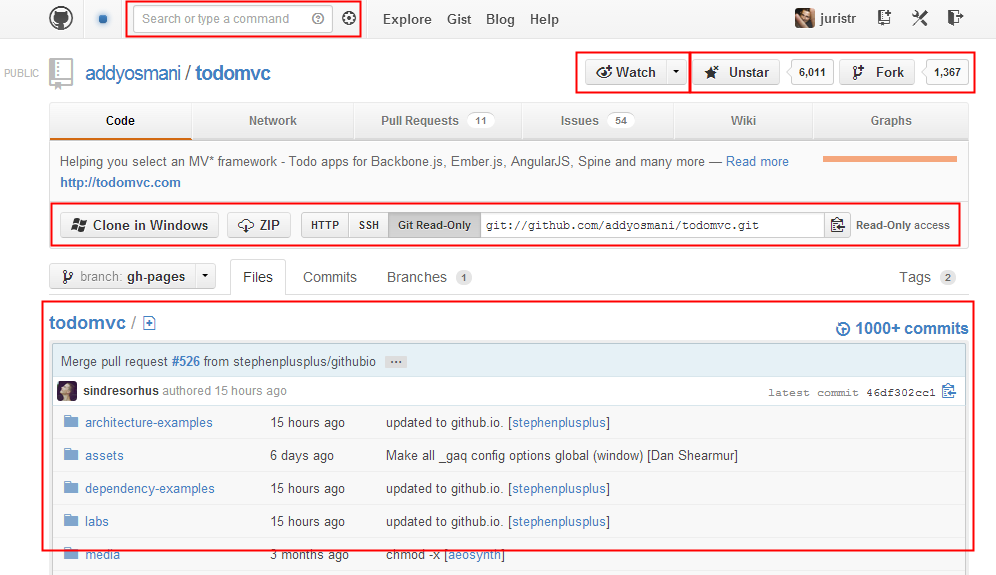 Search or type a command
Explore Gist Blog Help juristr
PUBLIC addyosmani / todomvc Watch Unstar 6,011 Fork 1,367
Code Network Pull Requests 11 Issues 54 Wiki Graphs
Helping you select an MV* framework - Todo apps for Backbone.js, Ember.js, AngularJS, Spine and many more — Read more
http://todomvc.com
Clone in Windows ZIP HTTP SSH Git Read-Only git://github.com/addyosmani/todomvc.git Read-Only access
branch: gh-pages Files Commits Branches 1 Tags 2
todomvc / 1000+ commits
Merge pull request #526 from stephenplusplus/githubio ...
sindresorhus authored 15 hours ago latest commit 46df302cc1
architecture-examples 15 hours ago updated to github.io. [stephenplusplus]
assets 6 days ago Make all _gaq config options global (window) [Dan Shearmur]
dependency-examples 15 hours ago updated to github.io. [stephenplusplus]
labs 15 hours ago updated to github.io. [stephenplusplus]
media 3 months ago chmod -x [aeosynth]